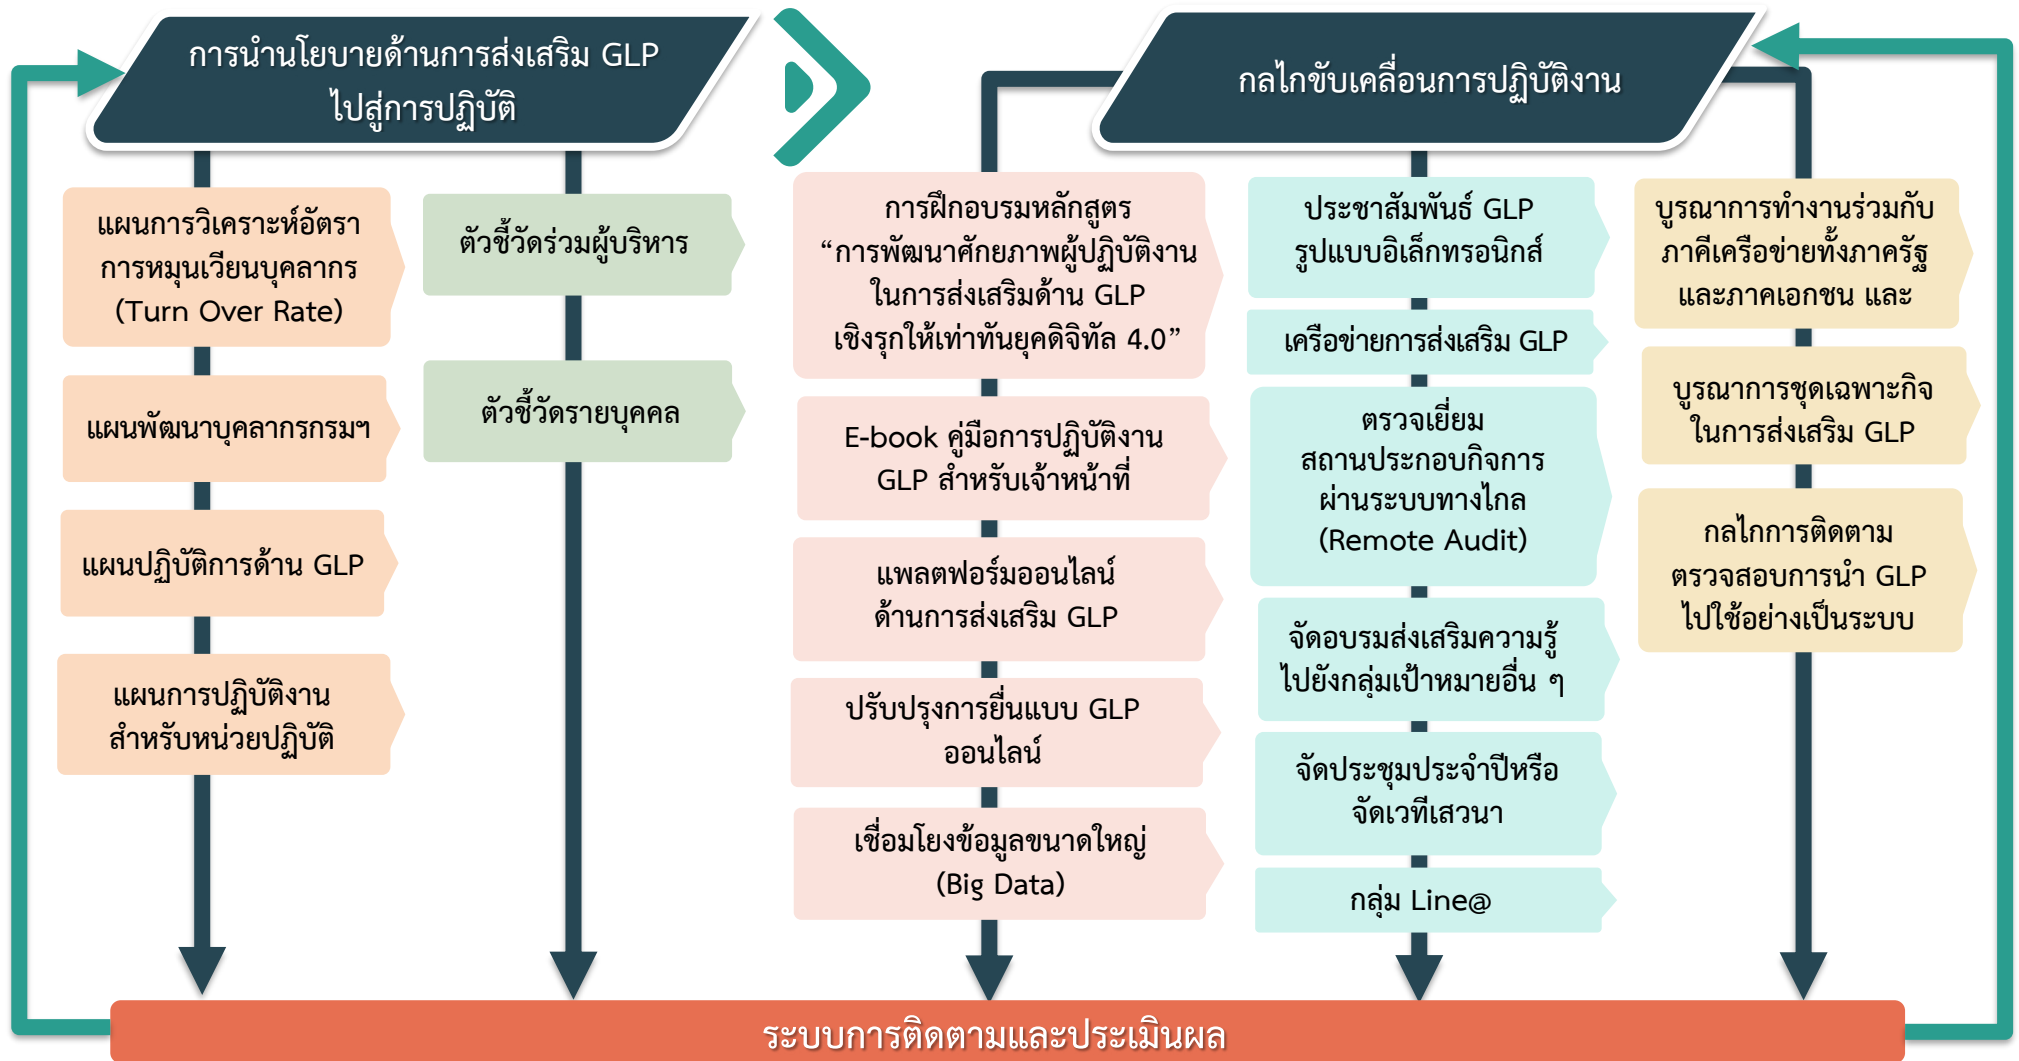 การนำนโยบายด้านการส่งเสริม GLP
ไปสู่การปฏิบัติ
แผนการวิเคราะห์อัตรา
การหมุนเวียนบุคลากร
(Turn Over Rate)
แผนพัฒนาบุคลากรกรมฯ
แผนปฏิบัติการด้าน GLP
แผนการปฏิบัติงาน
สำหรับหน่วยปฏิบัติ
ตัวชี้วัดร่วมผู้บริหาร
ตัวชี้วัดรายบุคคล
กลไกขับเคลื่อนการปฏิบัติงาน
การฝึกอบรมหลักสูตร
“การพัฒนาศักยภาพผู้ปฏิบัติงาน
ในการส่งเสริมด้าน GLP
เชิงรุกให้เท่าทันยุคดิจิทัล 4.0”
E-book คู่มือการปฏิบัติงาน
GLP สำหรับเจ้าหน้าที่
แพลตฟอร์มออนไลน์
ด้านการส่งเสริม GLP
ปรับปรุงการยื่นแบบ GLP
ออนไลน์
เชื่อมโยงข้อมูลขนาดใหญ่
(Big Data)
ประชาสัมพันธ์ GLP
รูปแบบอิเล็กทรอนิกส์
เครือข่ายการส่งเสริม GLP
ตรวจเยี่ยม
สถานประกอบกิจการ
ผ่านระบบทางไกล
(Remote Audit)
จัดอบรมส่งเสริมความรู้
ไปยังกลุ่มเป้าหมายอื่น ๆ
จัดประชุมประจำปีหรือ
จัดเวทีเสวนา
กลุ่ม Line@
บูรณาการทำงานร่วมกับ
ภาคีเครือข่ายทั้งภาครัฐ
และภาคเอกชน และ
บูรณาการชุดเฉพาะกิจ
ในการส่งเสริม GLP
กลไกการติดตาม
ตรวจสอบการนำ GLP
ไปใช้อย่างเป็นระบบ
ระบบการติดตามและประเมินผล